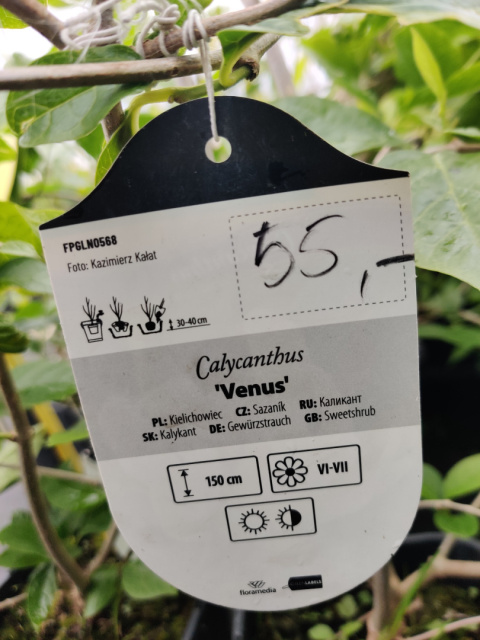 FPGLN0568
Foto: Kazimierz Kałat
55,-
30-40 cm
Calycanthus
'Venus'
PL: Kielichowiec CZ: Sazaník RU: Каликант
SK: Kalykant DE: Gewürzstrauch GB: Sweetshrub
150 cm
VI-VII
floramedia